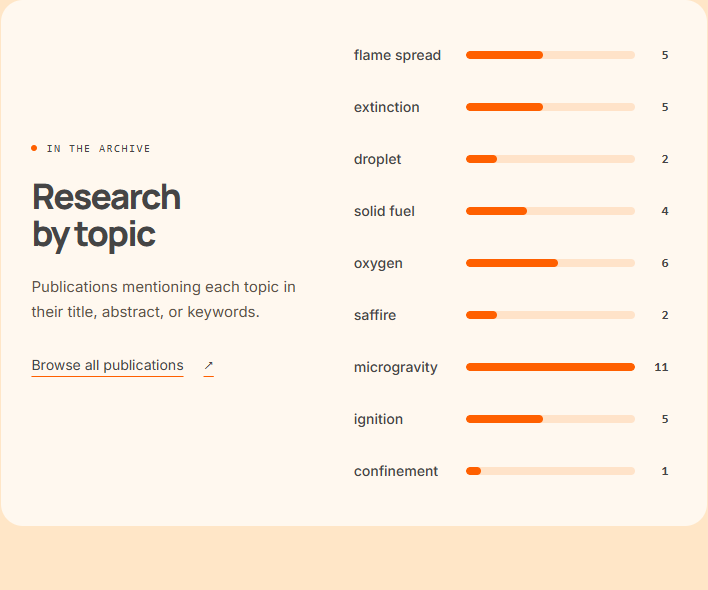 IN THE ARCHIVE
Research
by topic
Publications mentioning each topic in
their title, abstract, or keywords.
Browse all publications ↗
flame spread 5
extinction 5
droplet 2
solid fuel 4
oxygen 6
saffire 2
microgravity 11
ignition 5
confinement 1